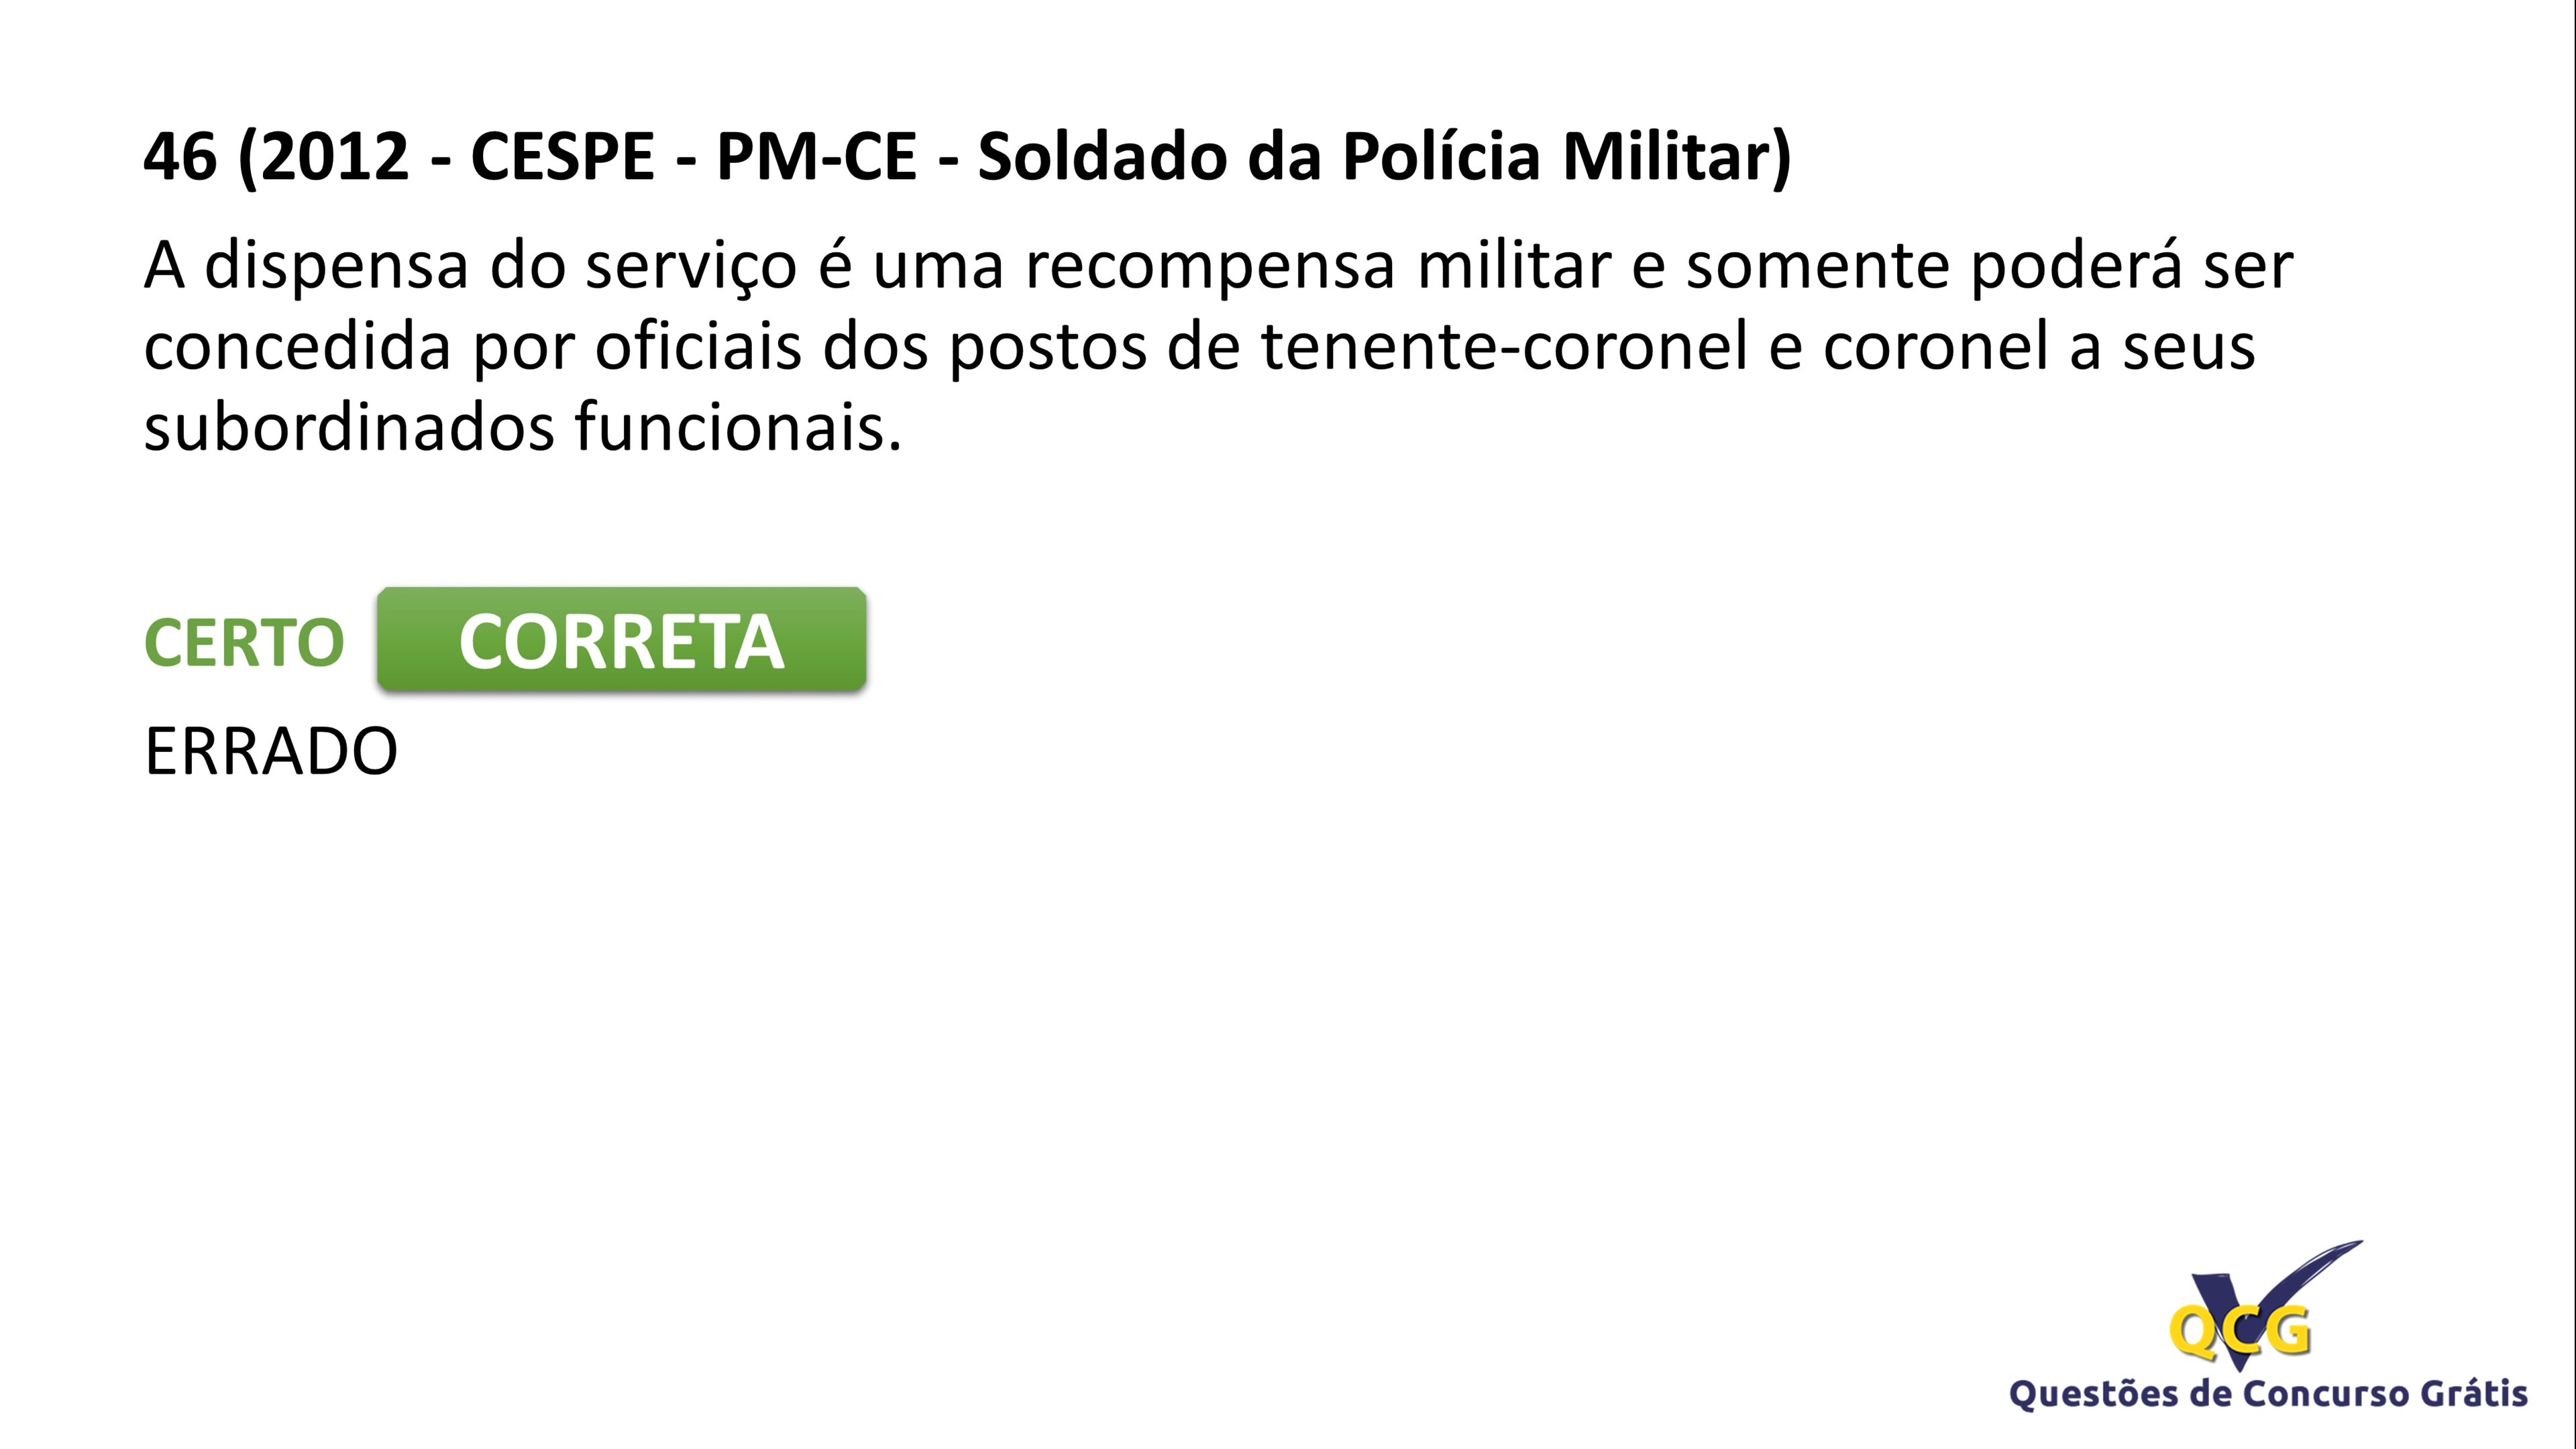 46 (2012 - CESPE - PM-CE - Soldado da Polícia Militar)
A dispensa do serviço é uma recompensa militar e somente poderá ser
concedida por oficiais dos postos de tenente-coronel e coronel a seus
subordinados funcionais.
CERTO CORRETA
ERRADO
QCG
Questões de Concurso Grátis